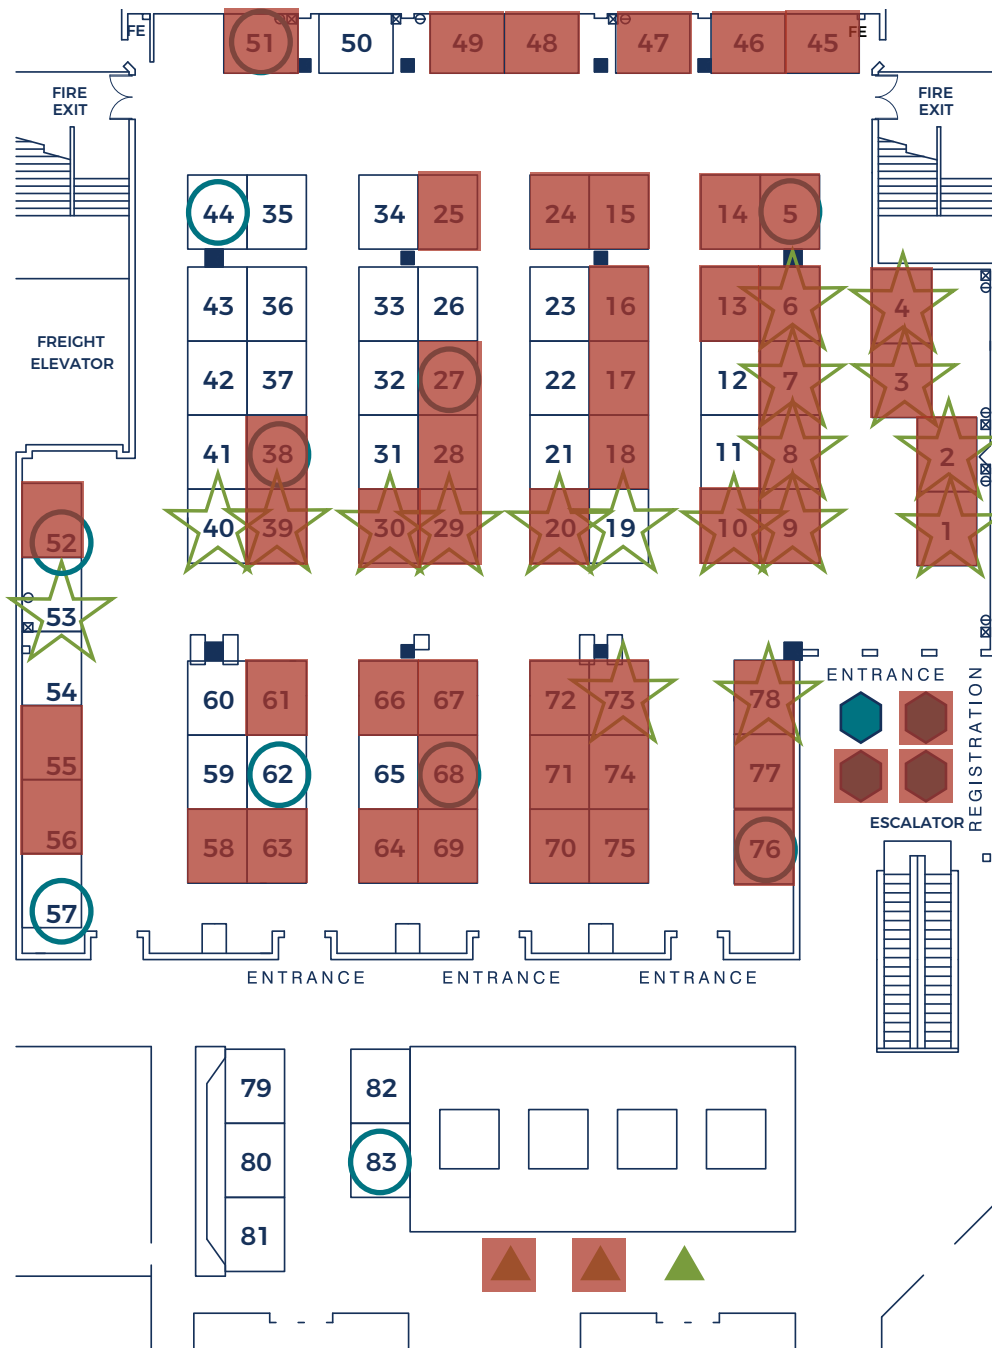 51 50 49 48 47 46 45
FE FE
FIRE
EXIT
FIRE
EXIT
44 35 34 25 24 15 14 5
43 36 33 26 23 16 13 6 4
FREIGHT
ELEVATOR
42 37 32 27 22 17 12 7 3
41 38 31 28 21 18 11 8 2
40 39 30 29 20 19 10 9 1
52
53
54
55
56
57
60 61 66 67 72 73 78
59 62 65 68 71 74 77
58 63 64 69 70 75 76
ENTRANCE
REGISTRATION
ESCALATOR
ENTRANCE ENTRANCE ENTRANCE
79 82
80 83
81